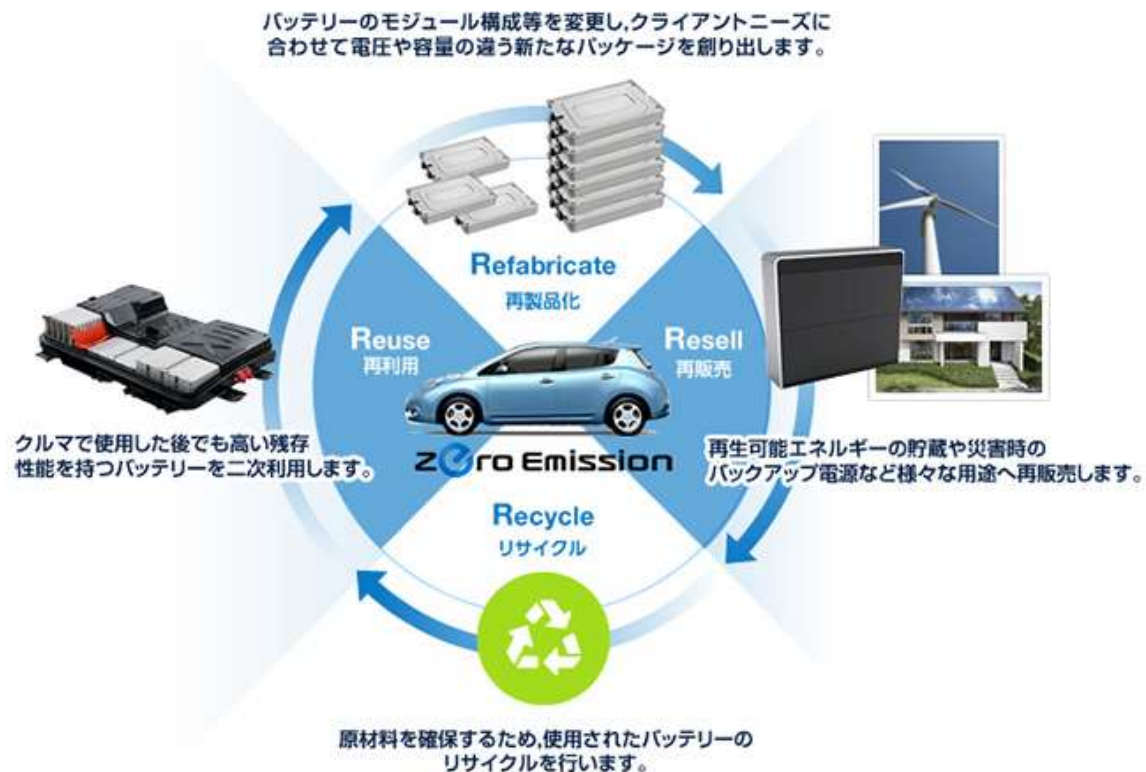 バッテリーのモジュール構成等を変更し,クライアントニーズに
合わせて電圧や容量の違う新たなパッケージを創り出します。
Refabricate
再製品化
Reuse
再利用
Resell
再販売
クルマで使用した後でも高い残存
性能を持つバッテリーを二次利用します。
zero Emission
再生可能エネルギーの貯蔵や災害時の
バックアップ電源など様々な用途へ再販売します。
Recycle
リサイクル
原材料を確保するため,使用されたバッテリーの
リサイクルを行います。